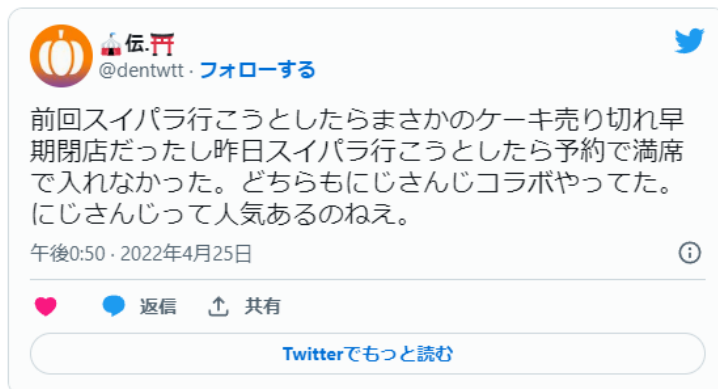 🎪伝.⛩️
@dentwtt · フォローする
前回スイパラ行こうとしたらまさかのケーキ売り切れ早
期閉店だったし昨日スイパラ行こうとしたら予約で満席
で入れなかった。どちらもにじさんじコラボやってた。
にじさんじって人気あるのねえ。
午後0:50 · 2022年4月25日
返信 共有
Twitterでもっと読む